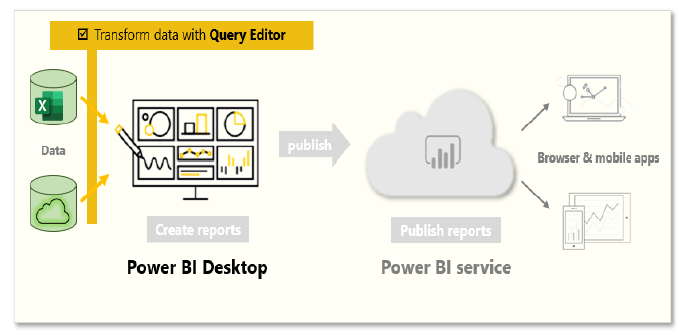 Transform data with Query Editor
Data
publish
Browser & mobile apps
Create reports
Publish reports
Power BI Desktop
Power BI service